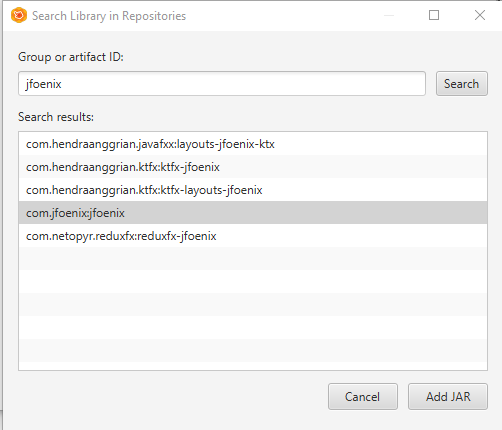 Search Library in Repositories
Group or artifact ID:
jfoenix
Search
Search results:
com.hendraanggrian.javafxx:layouts-jfoenix-ktx
com.hendraanggrian.ktfx:ktfx-jfoenix
com.hendraanggrian.ktfx:ktfx-layouts-jfoenix
com.jfoenix:jfoenix
com.netopyr.reduxfx:reduxfx-jfoenix
Cancel
Add JAR